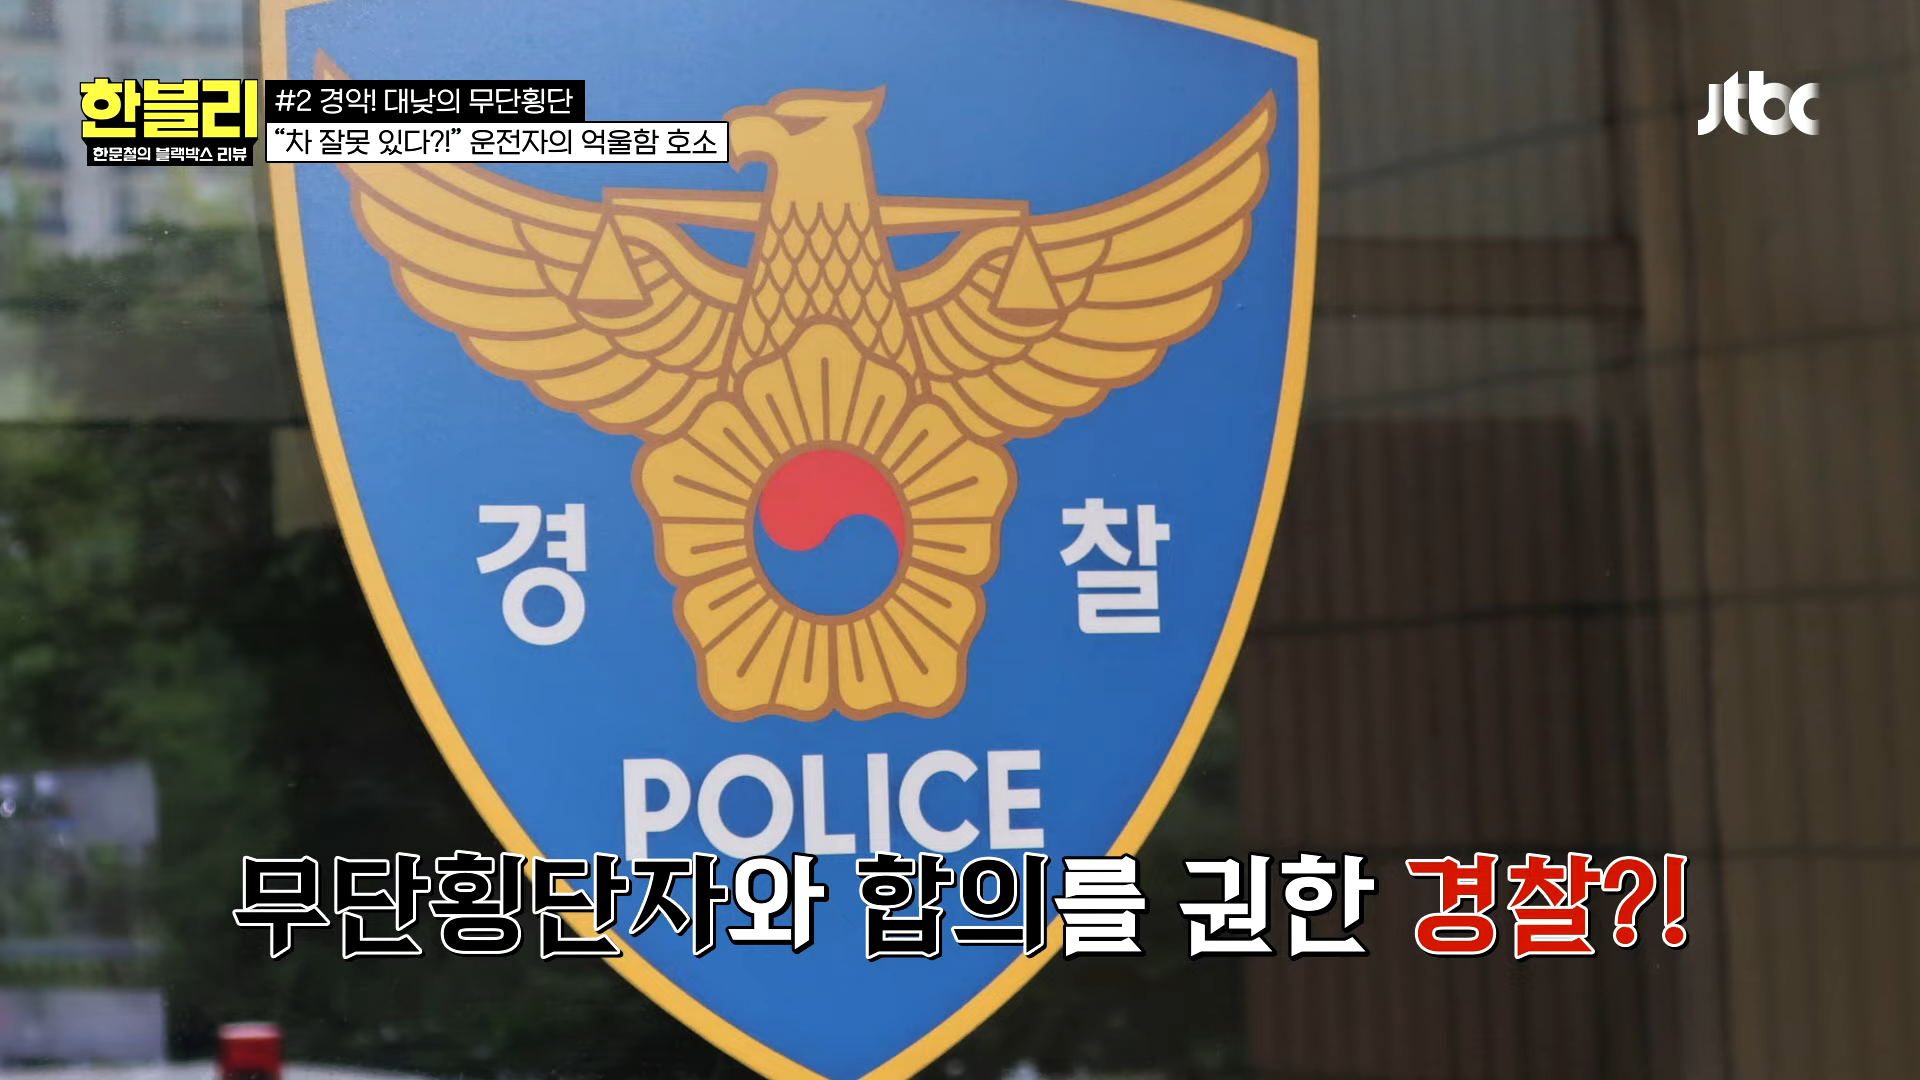 한블리
한문철의 블랙박스 리뷰
#2 경악! 대낮의 무단횡단
“차 잘못 있다?!” 운전자의 억울함 호소
jtbc
경 찰
POLICE
무단횡단자와 합의를 권한 경찰?!